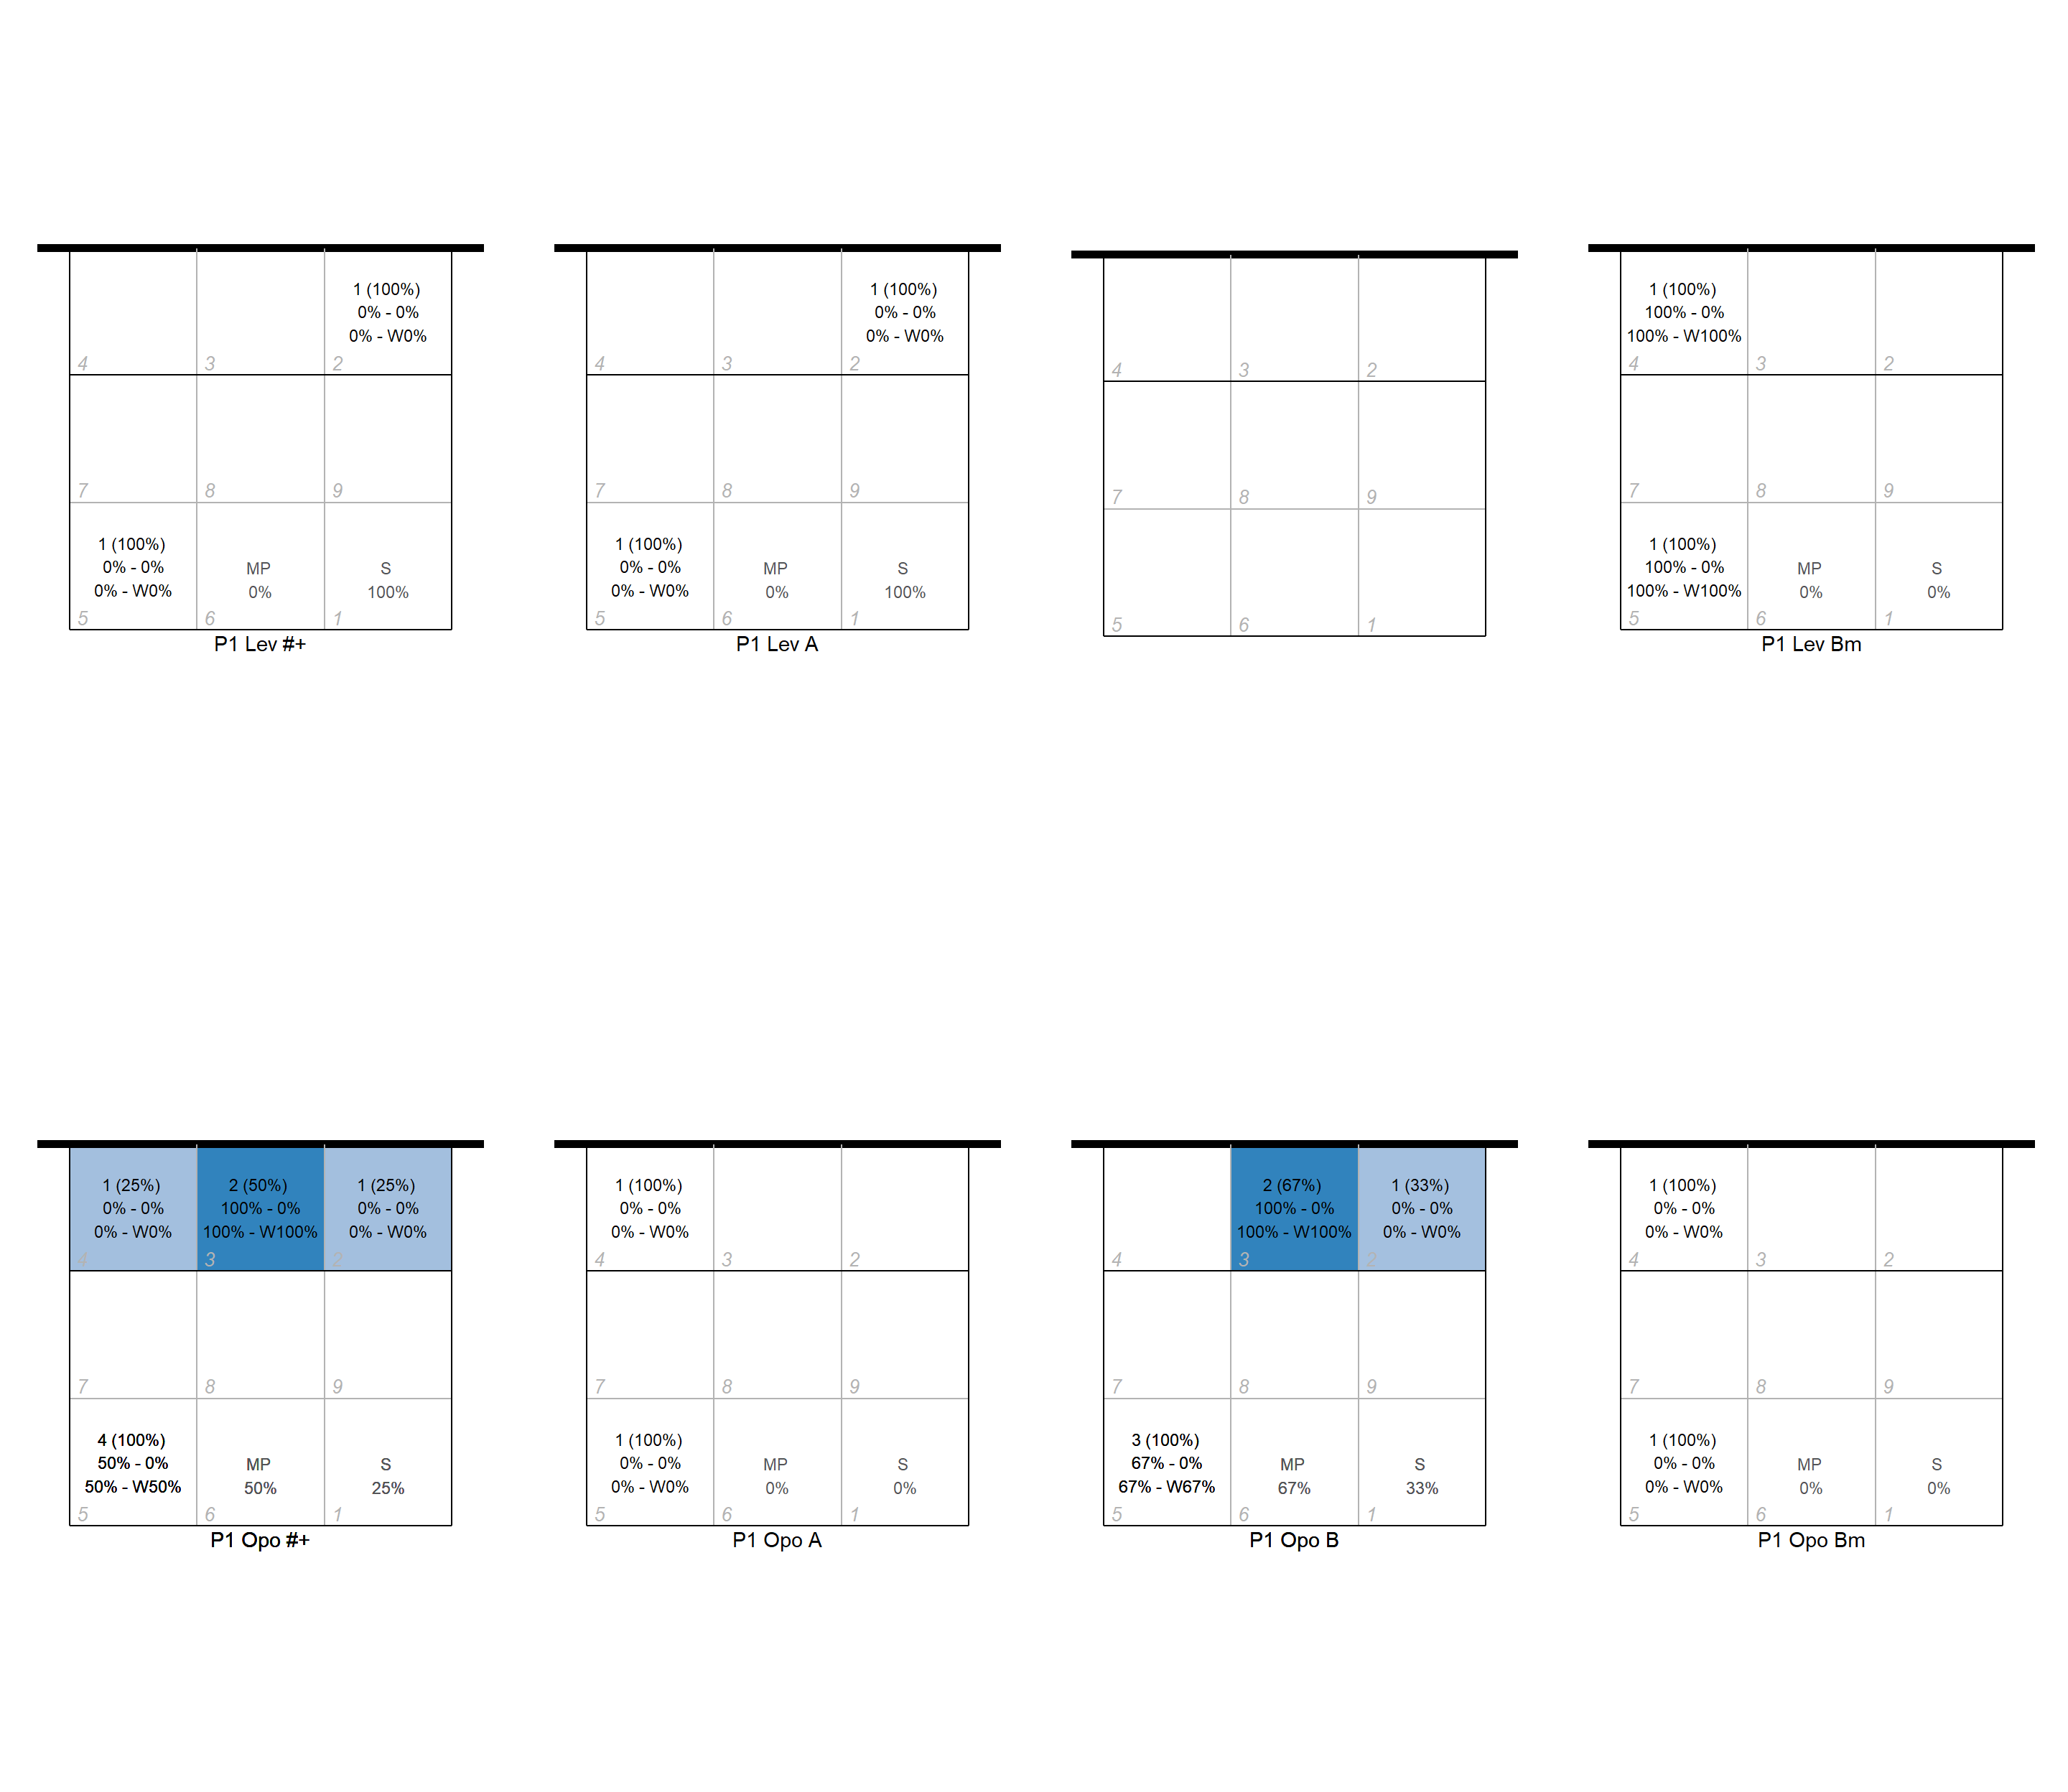 1 (100%)
0% - 0%
0% - W0%
4
3
2
7
8
9
1 (100%)
0% - 0%
0% - W0%
MP
0%
S
100%
5
6
1
P1 Lev #+
1 (100%)
0% - 0%
0% - W0%
4
3
2
7
8
9
1 (100%)
0% - 0%
0% - W0%
MP
0%
S
100%
5
6
1
P1 Lev A
4
3
2
7
8
9
5
6
1
1 (100%)
100% - 0%
100% - W100%
4
3
2
7
8
9
1 (100%)
100% - 0%
100% - W100%
MP
0%
S
0%
5
6
1
P1 Lev Bm
1 (25%)
0% - 0%
0% - W0%
4
2 (50%)
100% - 0%
100% - W100%
3
1 (25%)
0% - 0%
0% - W0%
2
7
8
9
4 (100%)
50% - 0%
50% - W50%
MP
50%
S
25%
5
6
1
P1 Opo #+
1 (100%)
0% - 0%
0% - W0%
4
3
2
7
8
9
1 (100%)
0% - 0%
0% - W0%
MP
0%
S
0%
5
6
1
P1 Opo A
4
2 (67%)
100% - 0%
100% - W100%
3
1 (33%)
0% - 0%
0% - W0%
2
7
8
9
3 (100%)
67% - 0%
67% - W67%
MP
67%
S
33%
5
6
1
P1 Opo B
1 (100%)
0% - 0%
0% - W0%
4
3
2
7
8
9
1 (100%)
0% - 0%
0% - W0%
MP
0%
S
0%
5
6
1
P1 Opo Bm